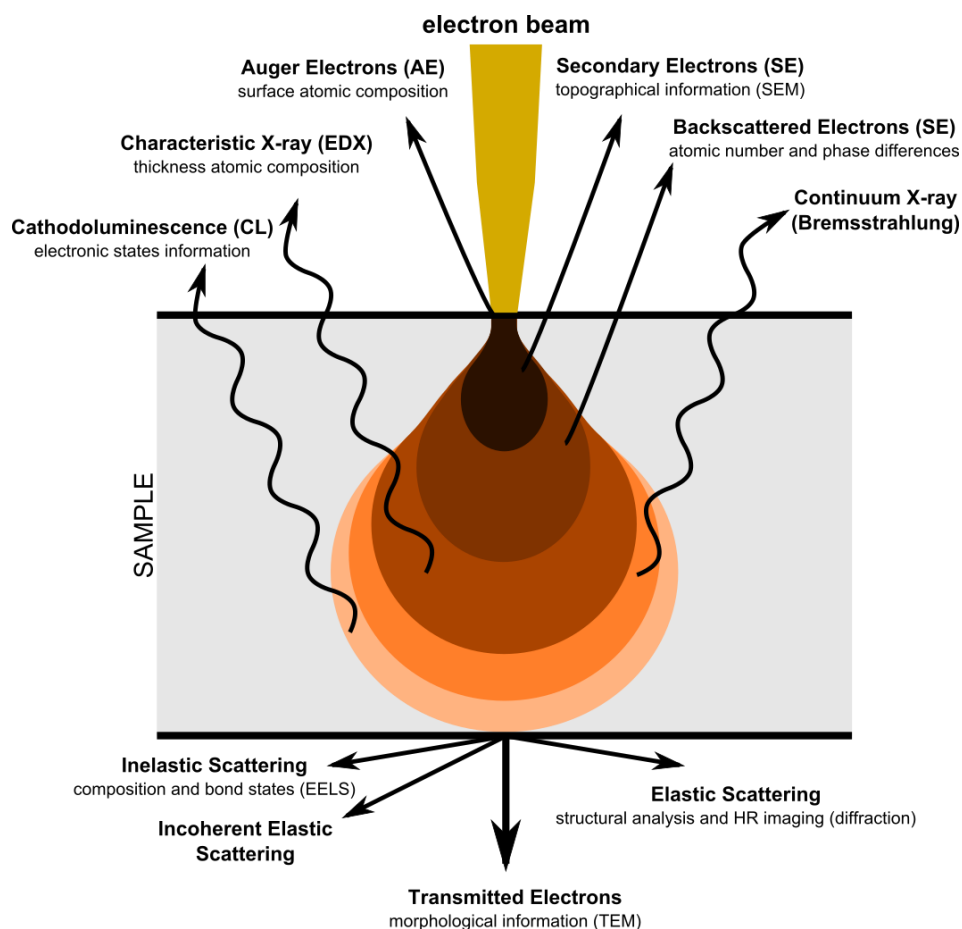 electron beam
Auger Electrons (AE)
surface atomic composition
Secondary Electrons (SE)
topographical information (SEM)
Characteristic X-ray (EDX)
thickness atomic composition
Backscattered Electrons (SE)
atomic number and phase differences
Cathodoluminescence (CL)
electronic states information
Continuum X-ray
(Bremsstrahlung)
SAMPLE
Inelastic Scattering
composition and bond states (EELS)
Incoherent Elastic
Scattering
Elastic Scattering
structural analysis and HR imaging (diffraction)
Transmitted Electrons
morphological information (TEM)